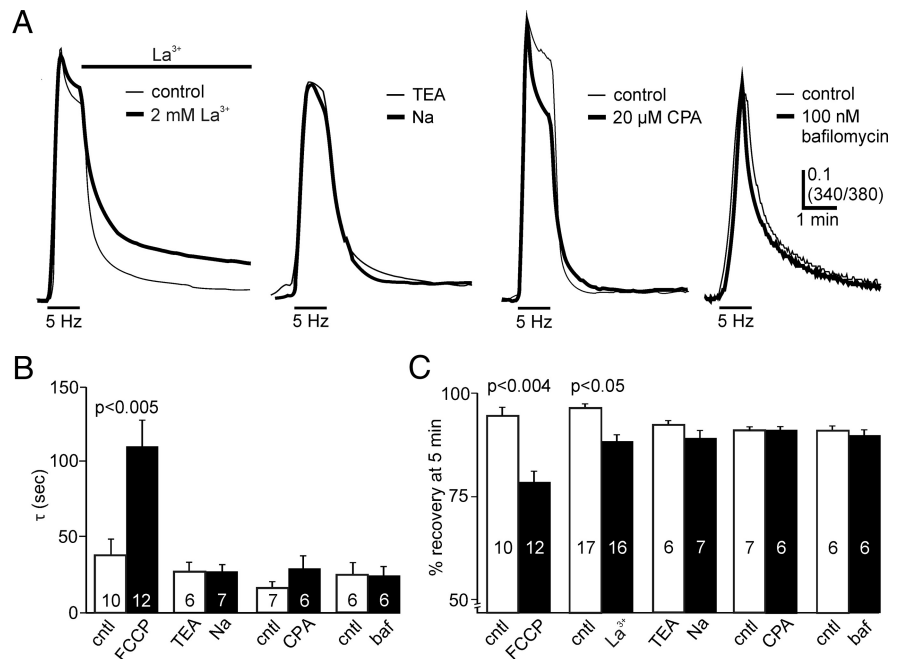 A
La³⁺
control
2 mM La³⁺
5 Hz
TEA
Na
5 Hz
control
20 µM CPA
5 Hz
control
100 nM
bafilomycin
0.1
(340/380)
1 min
5 Hz
B
τ (sec)
150
100
50
0
p<0.005
10 12 6 7 7 6 6 6
cntl FCCP TEA Na cntl CPA cntl baf
C
% recovery at 5 min
100
75
50
p<0.004 p<0.05
10 12 17 16 6 7 7 6 6 6
cntl FCCP cntl La³⁺ TEA Na cntl CPA cntl baf